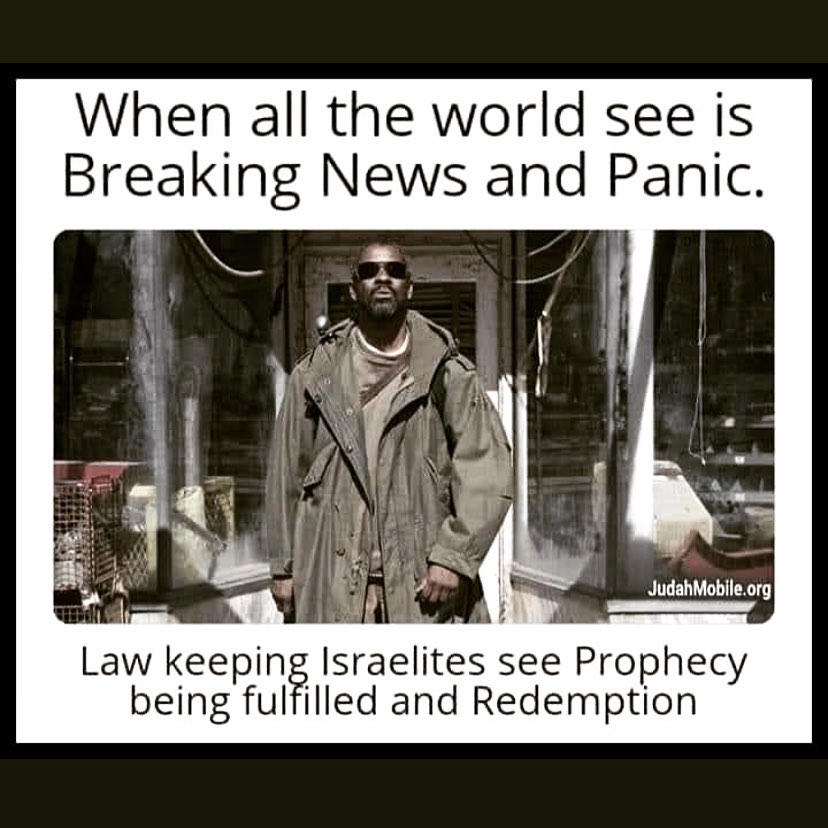 When all the world see is
Breaking News and Panic.
JudahMobile.org
Law keeping Israelites see Prophecy
being fulfilled and Redemption